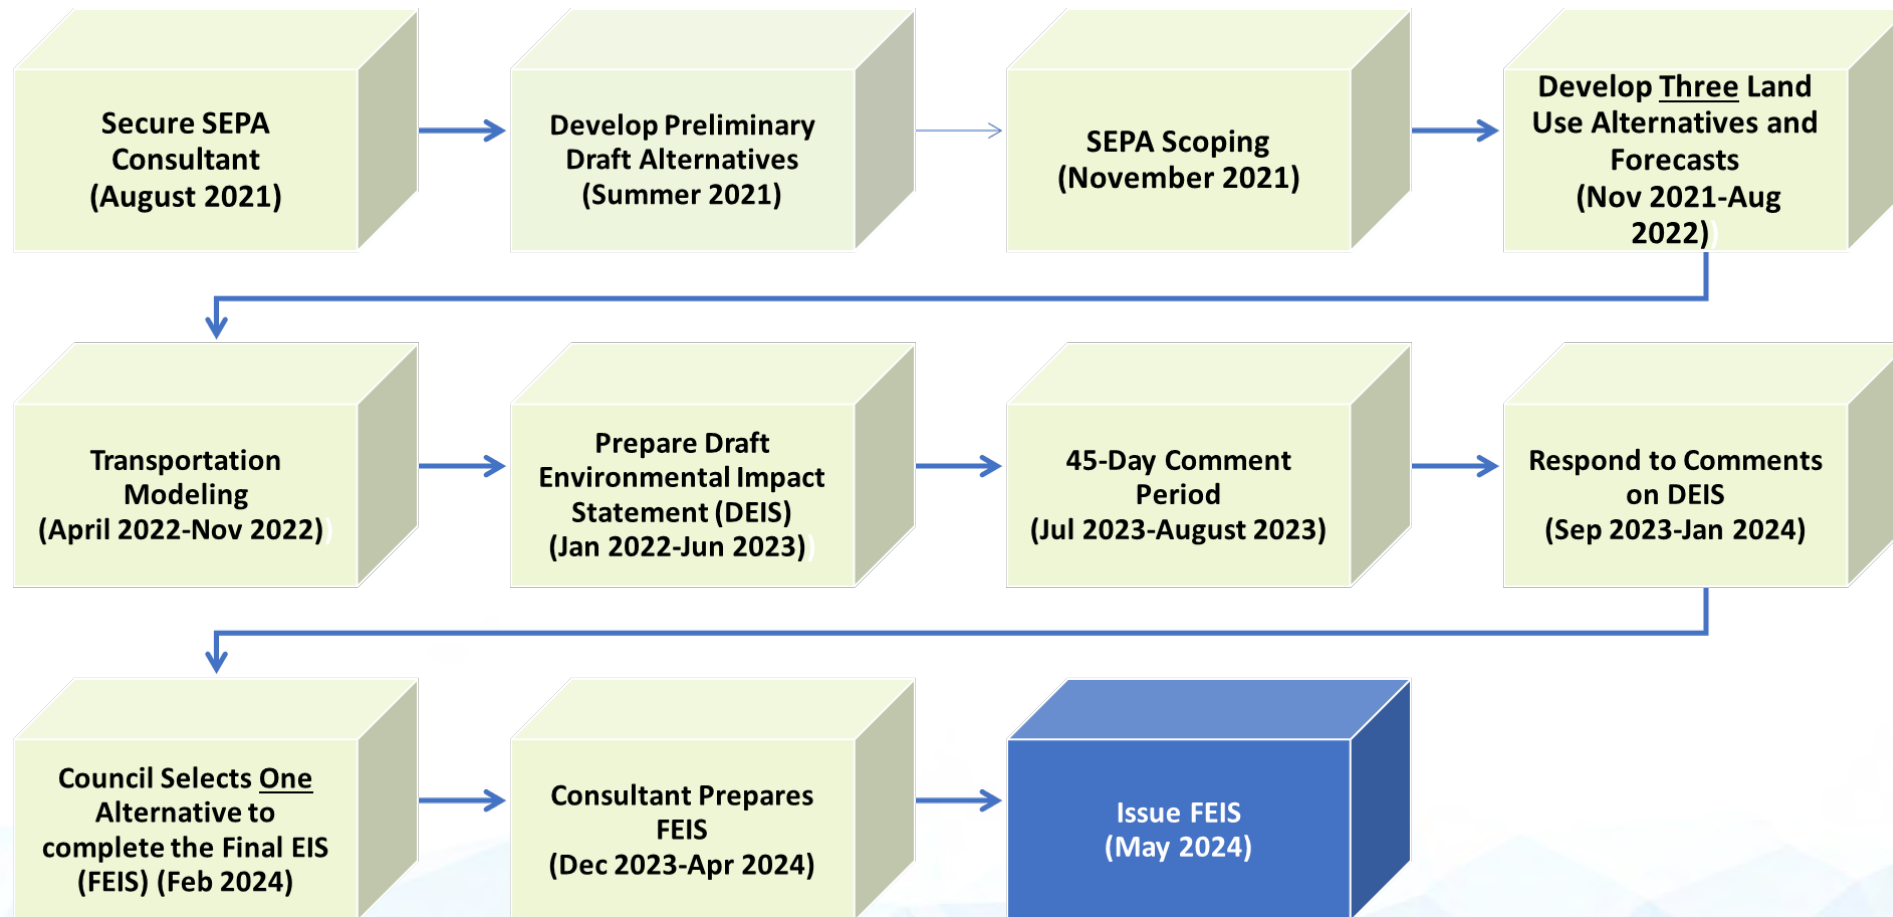 Secure SEPA
Consultant
(August 2021)
Develop Preliminary
Draft Alternatives
(Summer 2021)
SEPA Scoping
(November 2021)
Develop Three Land
Use Alternatives and
Forecasts
(Nov 2021-Aug
2022))
Transportation
Modeling
(April 2022-Nov 2022))
Prepare Draft
Environmental Impact
Statement (DEIS)
(Jan 2022-Jun 2023))
45-Day Comment
Period
(Jul 2023-August 2023)
Respond to Comments
on DEIS
(Sep 2023-Jan 2024)
Council Selects One
Alternative to
complete the Final EIS
(FEIS) (Feb 2024)
Consultant Prepares
FEIS
(Dec 2023-Apr 2024)
Issue FEIS
(May 2024)